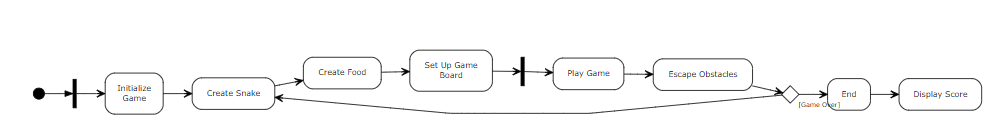 Initialize
Game
Create Snake
Create Food
Set Up Game
Board
Play Game
Escape Obstacles
[Game Over]
End
Display Score